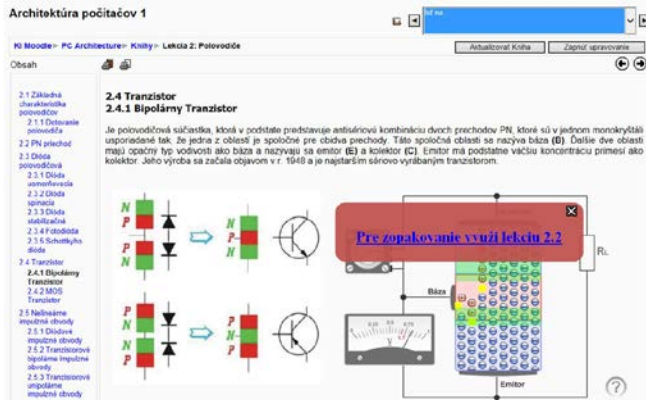 Architektúra počítačov 1
Ísť na...
KI Moodle ► PC Architecture ► Knihy ► Lekcia 2: Polovodiče
Aktualizovať Kniha
Zapnúť upravovanie
Obsah
2.1 Základná
charakteristika
polovodičov
2.1.1 Dotovanie
polovodiča
2.2 PN priechod
2.3 Dióda
polovodičová
2.3.1 Dióda
usmerňovacia
2.3.2 Dióda
spínacia
2.3.3 Dióda
stabilizačné
2.3.4 Fotodióda
2.3.5 Schottkyho
dióda
2.4 Tranzistor
2.4.1 Bipolárny
Tranzistor
2.4.2 MOS
Tranzistor
2.5 Nelineárne
impulzné obvody
2.5.1 Diódové
impulzné obvody
2.5.2 Tranzistorové
bipolárne impulzné
obvody
2.5.3 Tranzistorové
unipolárne
impulzné obvody
2.4 Tranzistor
2.4.1 Bipolárny Tranzistor
Je polovodičová súčiastka, ktorá v podstate predstavuje antisériovú kombináciu dvoch prechodov PN, ktoré sú v jednom monokryštáli
usporiadané tak, že jedna z oblastí je spoločné pre obidva prechody. Táto spoločná oblasti sa nazýva báza (B). Ďalšie dve oblasti
majú opačný typ vodivosti ako báza a nazývajú sa emitor (E) a kolektor (C). Emitor má podstatne väčšiu koncentráciu primesí ako
kolektor. Jeho výroba sa začala objavom v r. 1948 a je najstarším sériovo vyrábaným tranzistorom.
N
P
P
N
N
P
N
P
N
N
P
P
N
P
Pre zopakovanie využi lekciu 2.2
RL
Báza
V
Emitor
?